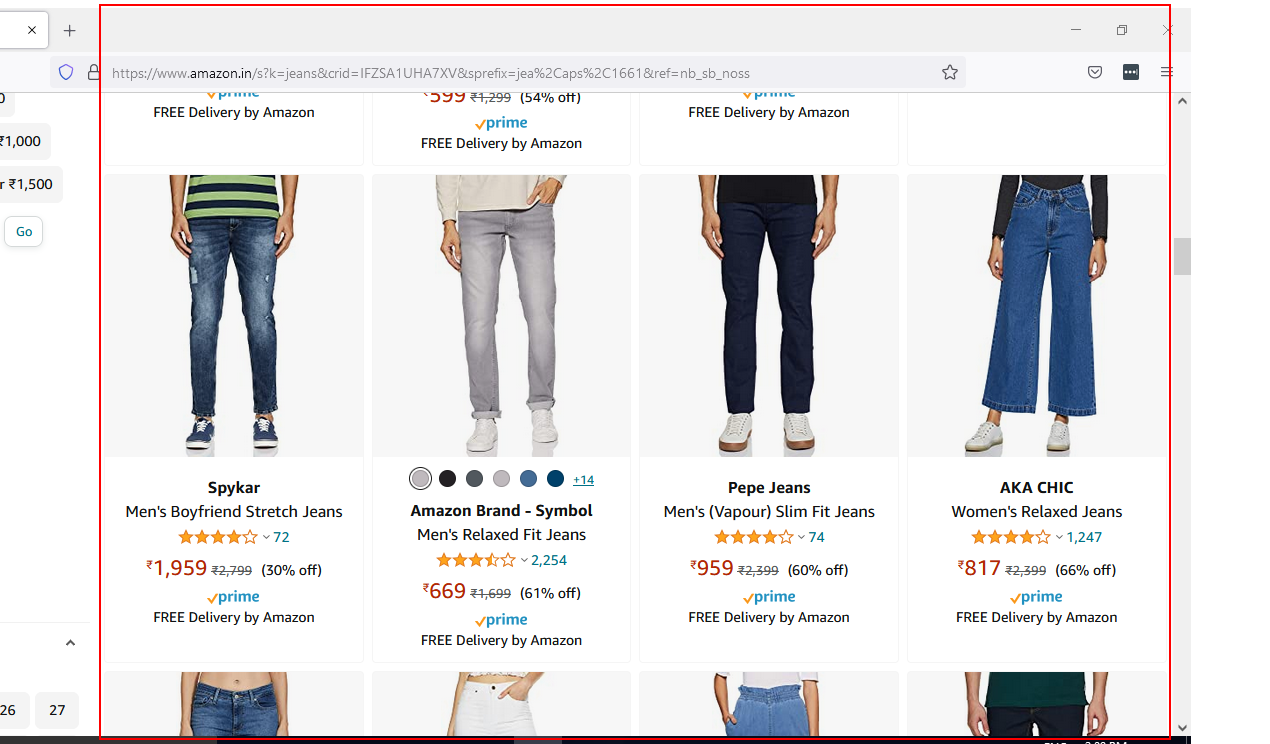 https://www.amazon.in/s?k=jeans&crid=IFZSA1UHA7XV&sprefix=jea%2Caps%2C1661&ref=nb_sb_noss
₹1,000
r ₹1,500
Go
prime
FREE Delivery by Amazon
₹599 ₹1,299 (54% off)
prime
FREE Delivery by Amazon
prime
FREE Delivery by Amazon
Spykar
Men's Boyfriend Stretch Jeans
72
₹1,959 ₹2,799 (30% off)
prime
FREE Delivery by Amazon
+14
Amazon Brand - Symbol
Men's Relaxed Fit Jeans
2,254
₹669 ₹1,699 (61% off)
prime
FREE Delivery by Amazon
Pepe Jeans
Men's (Vapour) Slim Fit Jeans
74
₹959 ₹2,399 (60% off)
prime
FREE Delivery by Amazon
AKA CHIC
Women's Relaxed Jeans
1,247
₹817 ₹2,399 (66% off)
prime
FREE Delivery by Amazon
26 27